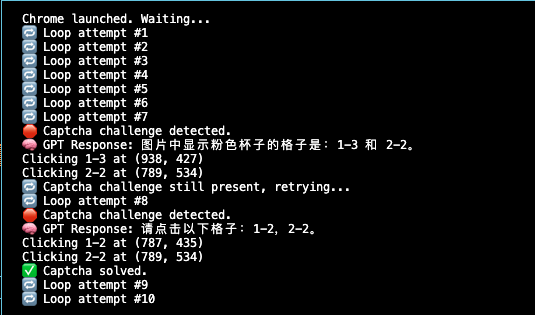 Chrome launched. Waiting...
🔁 Loop attempt #1
🔁 Loop attempt #2
🔁 Loop attempt #3
🔁 Loop attempt #4
🔁 Loop attempt #5
🔁 Loop attempt #6
🔁 Loop attempt #7
🛑 Captcha challenge detected.
🧠 GPT Response: 图片中显示粉色杯子的格子是：1-3 和 2-2。
Clicking 1-3 at (938, 427)
Clicking 2-2 at (789, 534)
🔁 Captcha challenge still present, retrying...
🔁 Loop attempt #8
🛑 Captcha challenge detected.
🧠 GPT Response: 请点击以下格子：1-2, 2-2。
Clicking 1-2 at (787, 435)
Clicking 2-2 at (789, 534)
✅ Captcha solved.
🔁 Loop attempt #9
🔁 Loop attempt #10